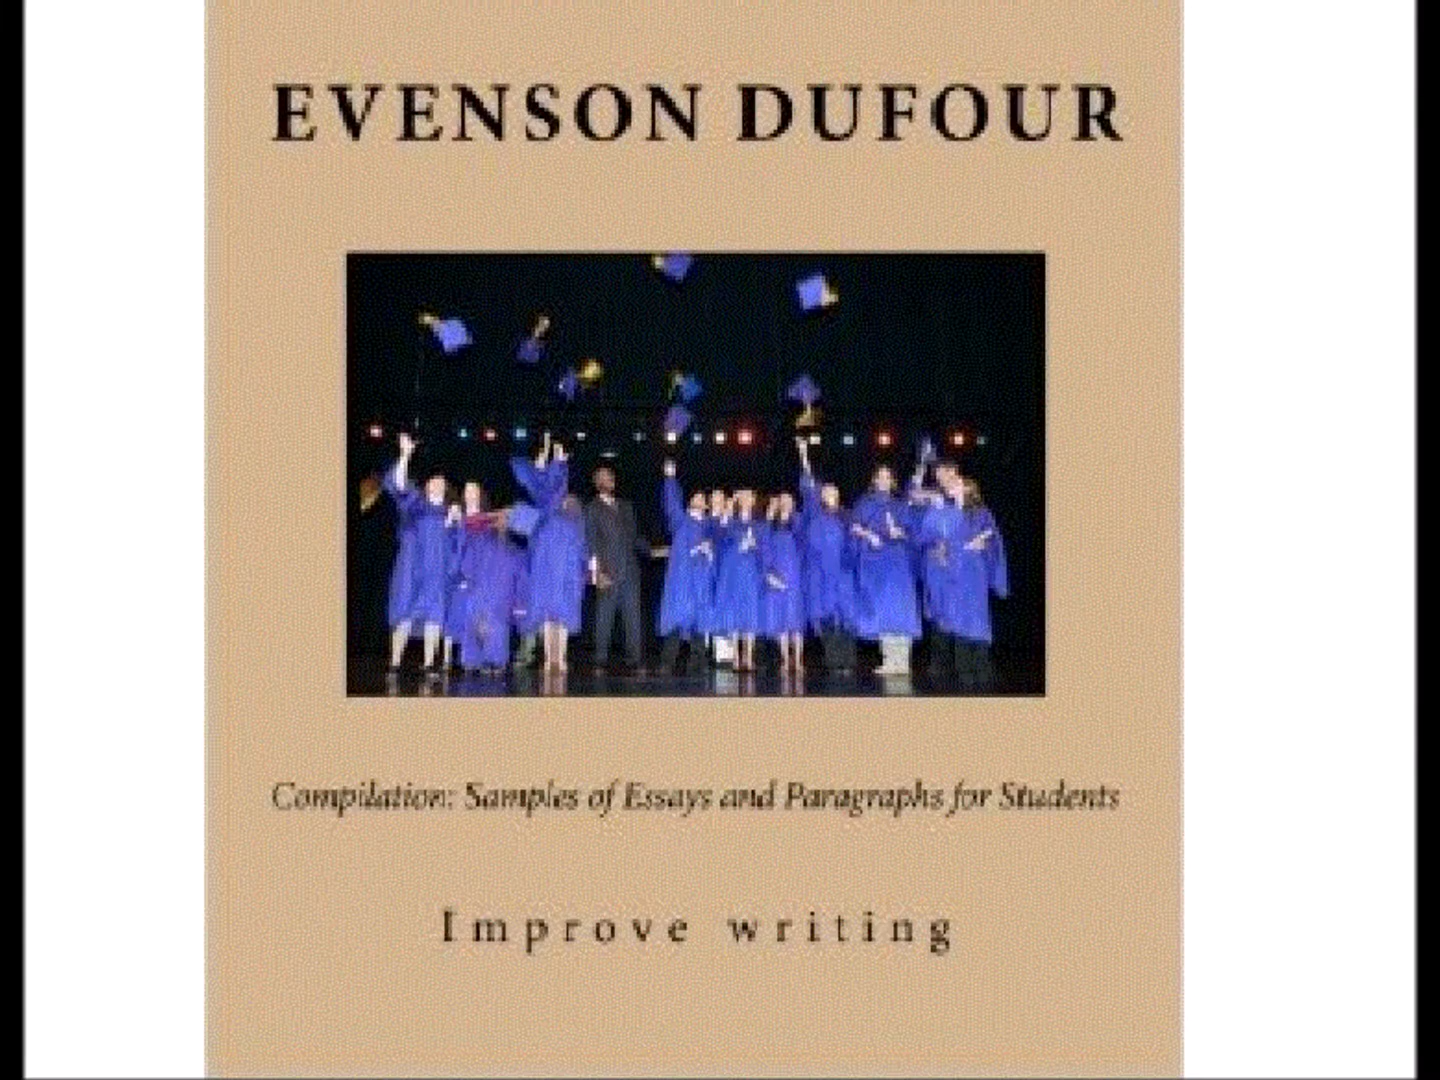 EVENSON DUFOUR
Compilation: Samples of Essays and Paragraphs for Students
Improve writing